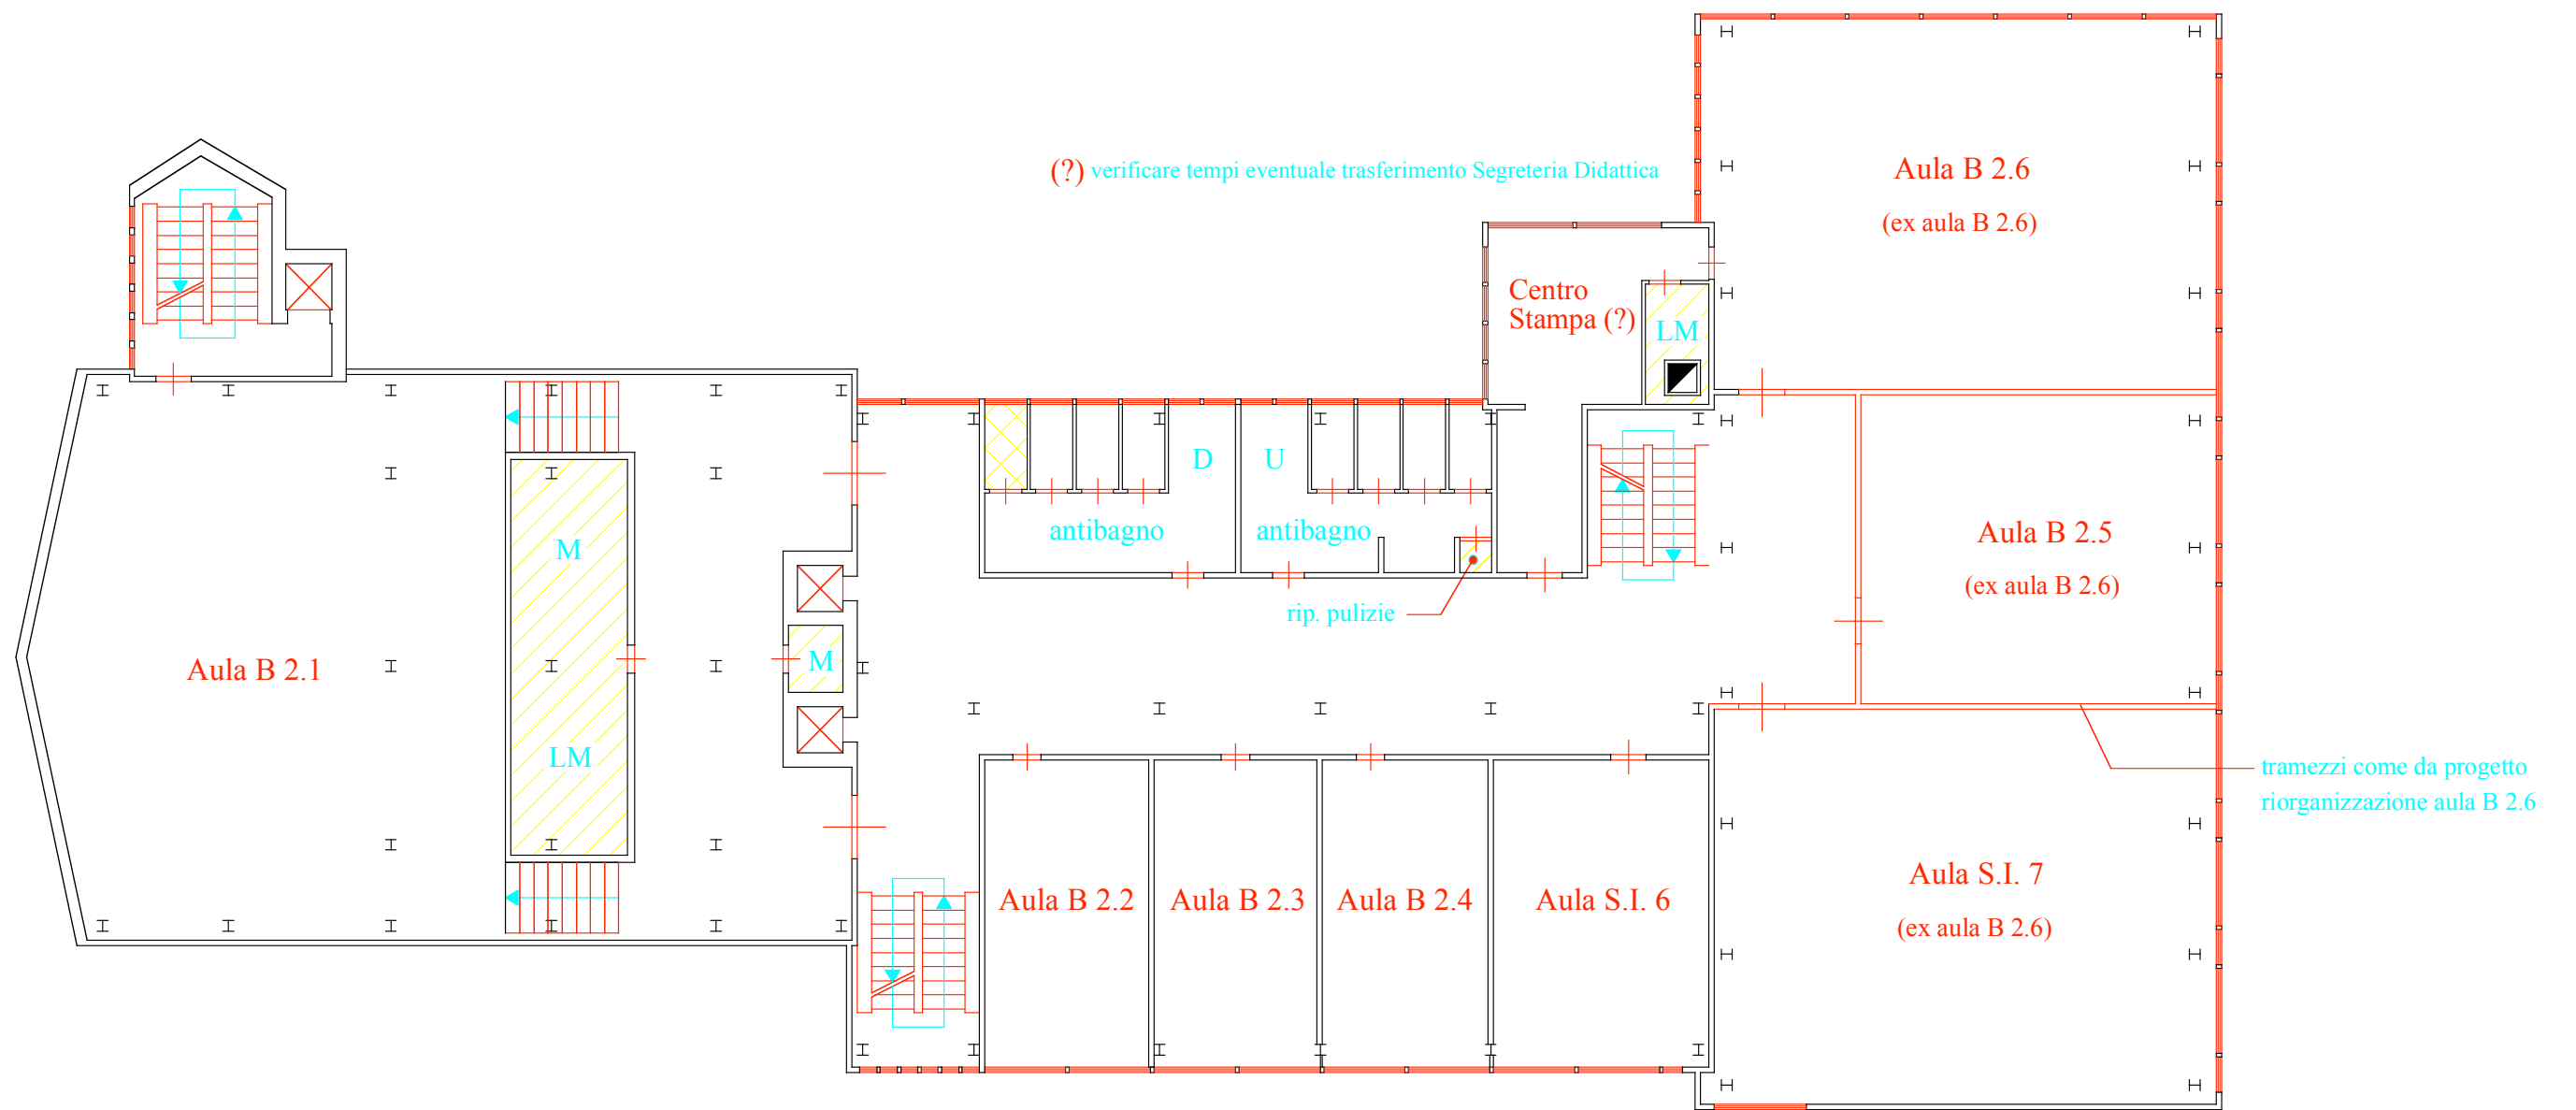 Aula B 2.6
(?) verificare tempi eventuale trasferimento Segreteria Didattica
(ex aula B 2.6)
Centro
Stampa (?)
LM
D
U
antibagno
antibagno
Aula B 2.5
(ex aula B 2.6)
M
rip. pulizie
Aula B 2.1
M
LM
tramezzi come da progetto
riorganizzazione aula B 2.6
Aula B 2.2
Aula B 2.3
Aula B 2.4
Aula S.I. 6
Aula S.I. 7
(ex aula B 2.6)